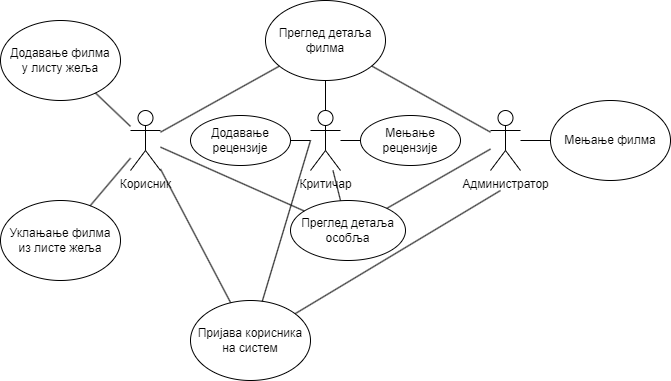 Преглед детаља
филма
Додавање филма
у листу жеља
Додавање
рецензије
Мењање
рецензије
Мењање филма
Корисник
Критичар
Администратор
Преглед детаља
особља
Уклањање филма
из листе жеља
Пријава корисника
на систем